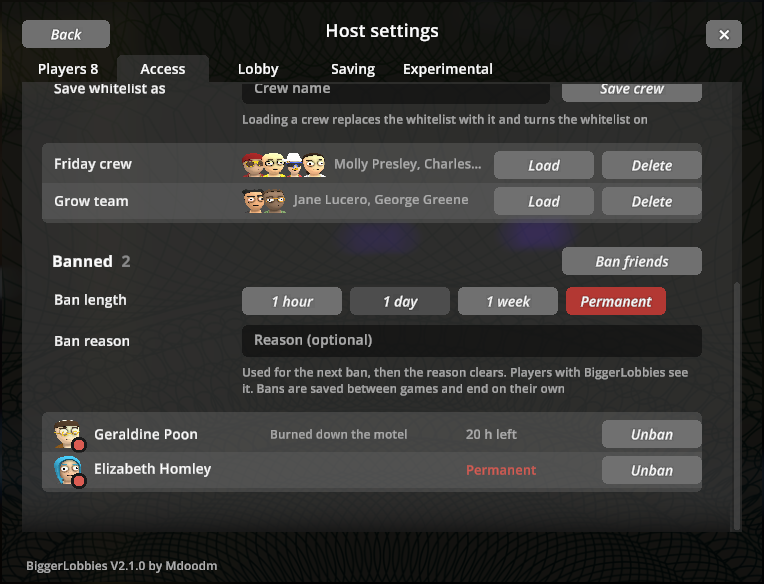 Back
Host settings
×
Players 8
Access
Lobby
Saving
Experimental
Save whitelist as
Crew name
Save crew
Loading a crew replaces the whitelist with it and turns the whitelist on
Friday crew
Molly Presley, Charles...
Load
Delete
Grow team
Jane Lucero, George Greene
Load
Delete
Banned 2
Ban friends
Ban length
1 hour
1 day
1 week
Permanent
Ban reason
Reason (optional)
Used for the next ban, then the reason clears. Players with BiggerLobbies see
it. Bans are saved between games and end on their own
Geraldine Poon
Burned down the motel
20 h left
Unban
Elizabeth Homley
Permanent
Unban
BiggerLobbies V2.1.0 by Mdoodm